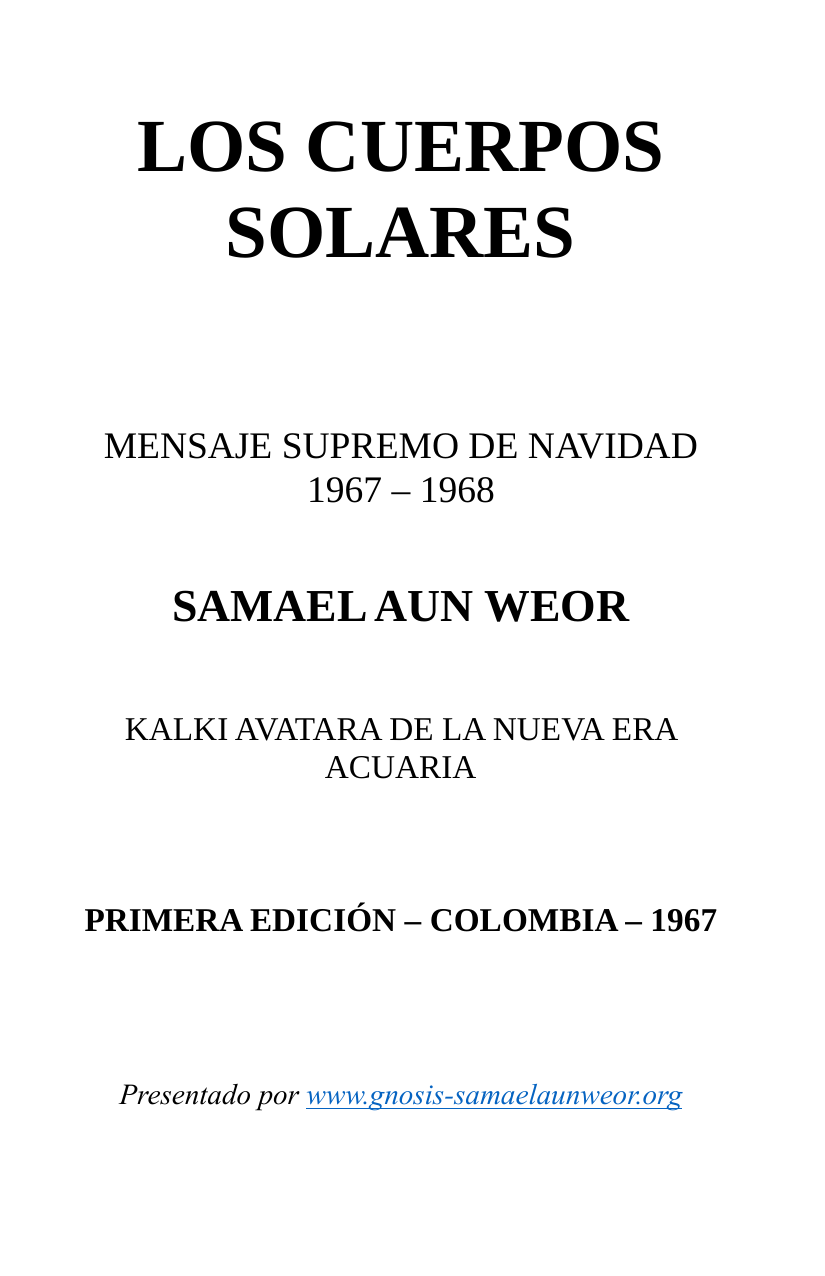 LOS CUERPOS
SOLARES
MENSAJE SUPREMO DE NAVIDAD
1967 – 1968
SAMAEL AUN WEOR
KALKI AVATARA DE LA NUEVA ERA
ACUARIA
PRIMERA EDICIÓN – COLOMBIA – 1967
Presentado por www.gnosis-samaelaunweor.org